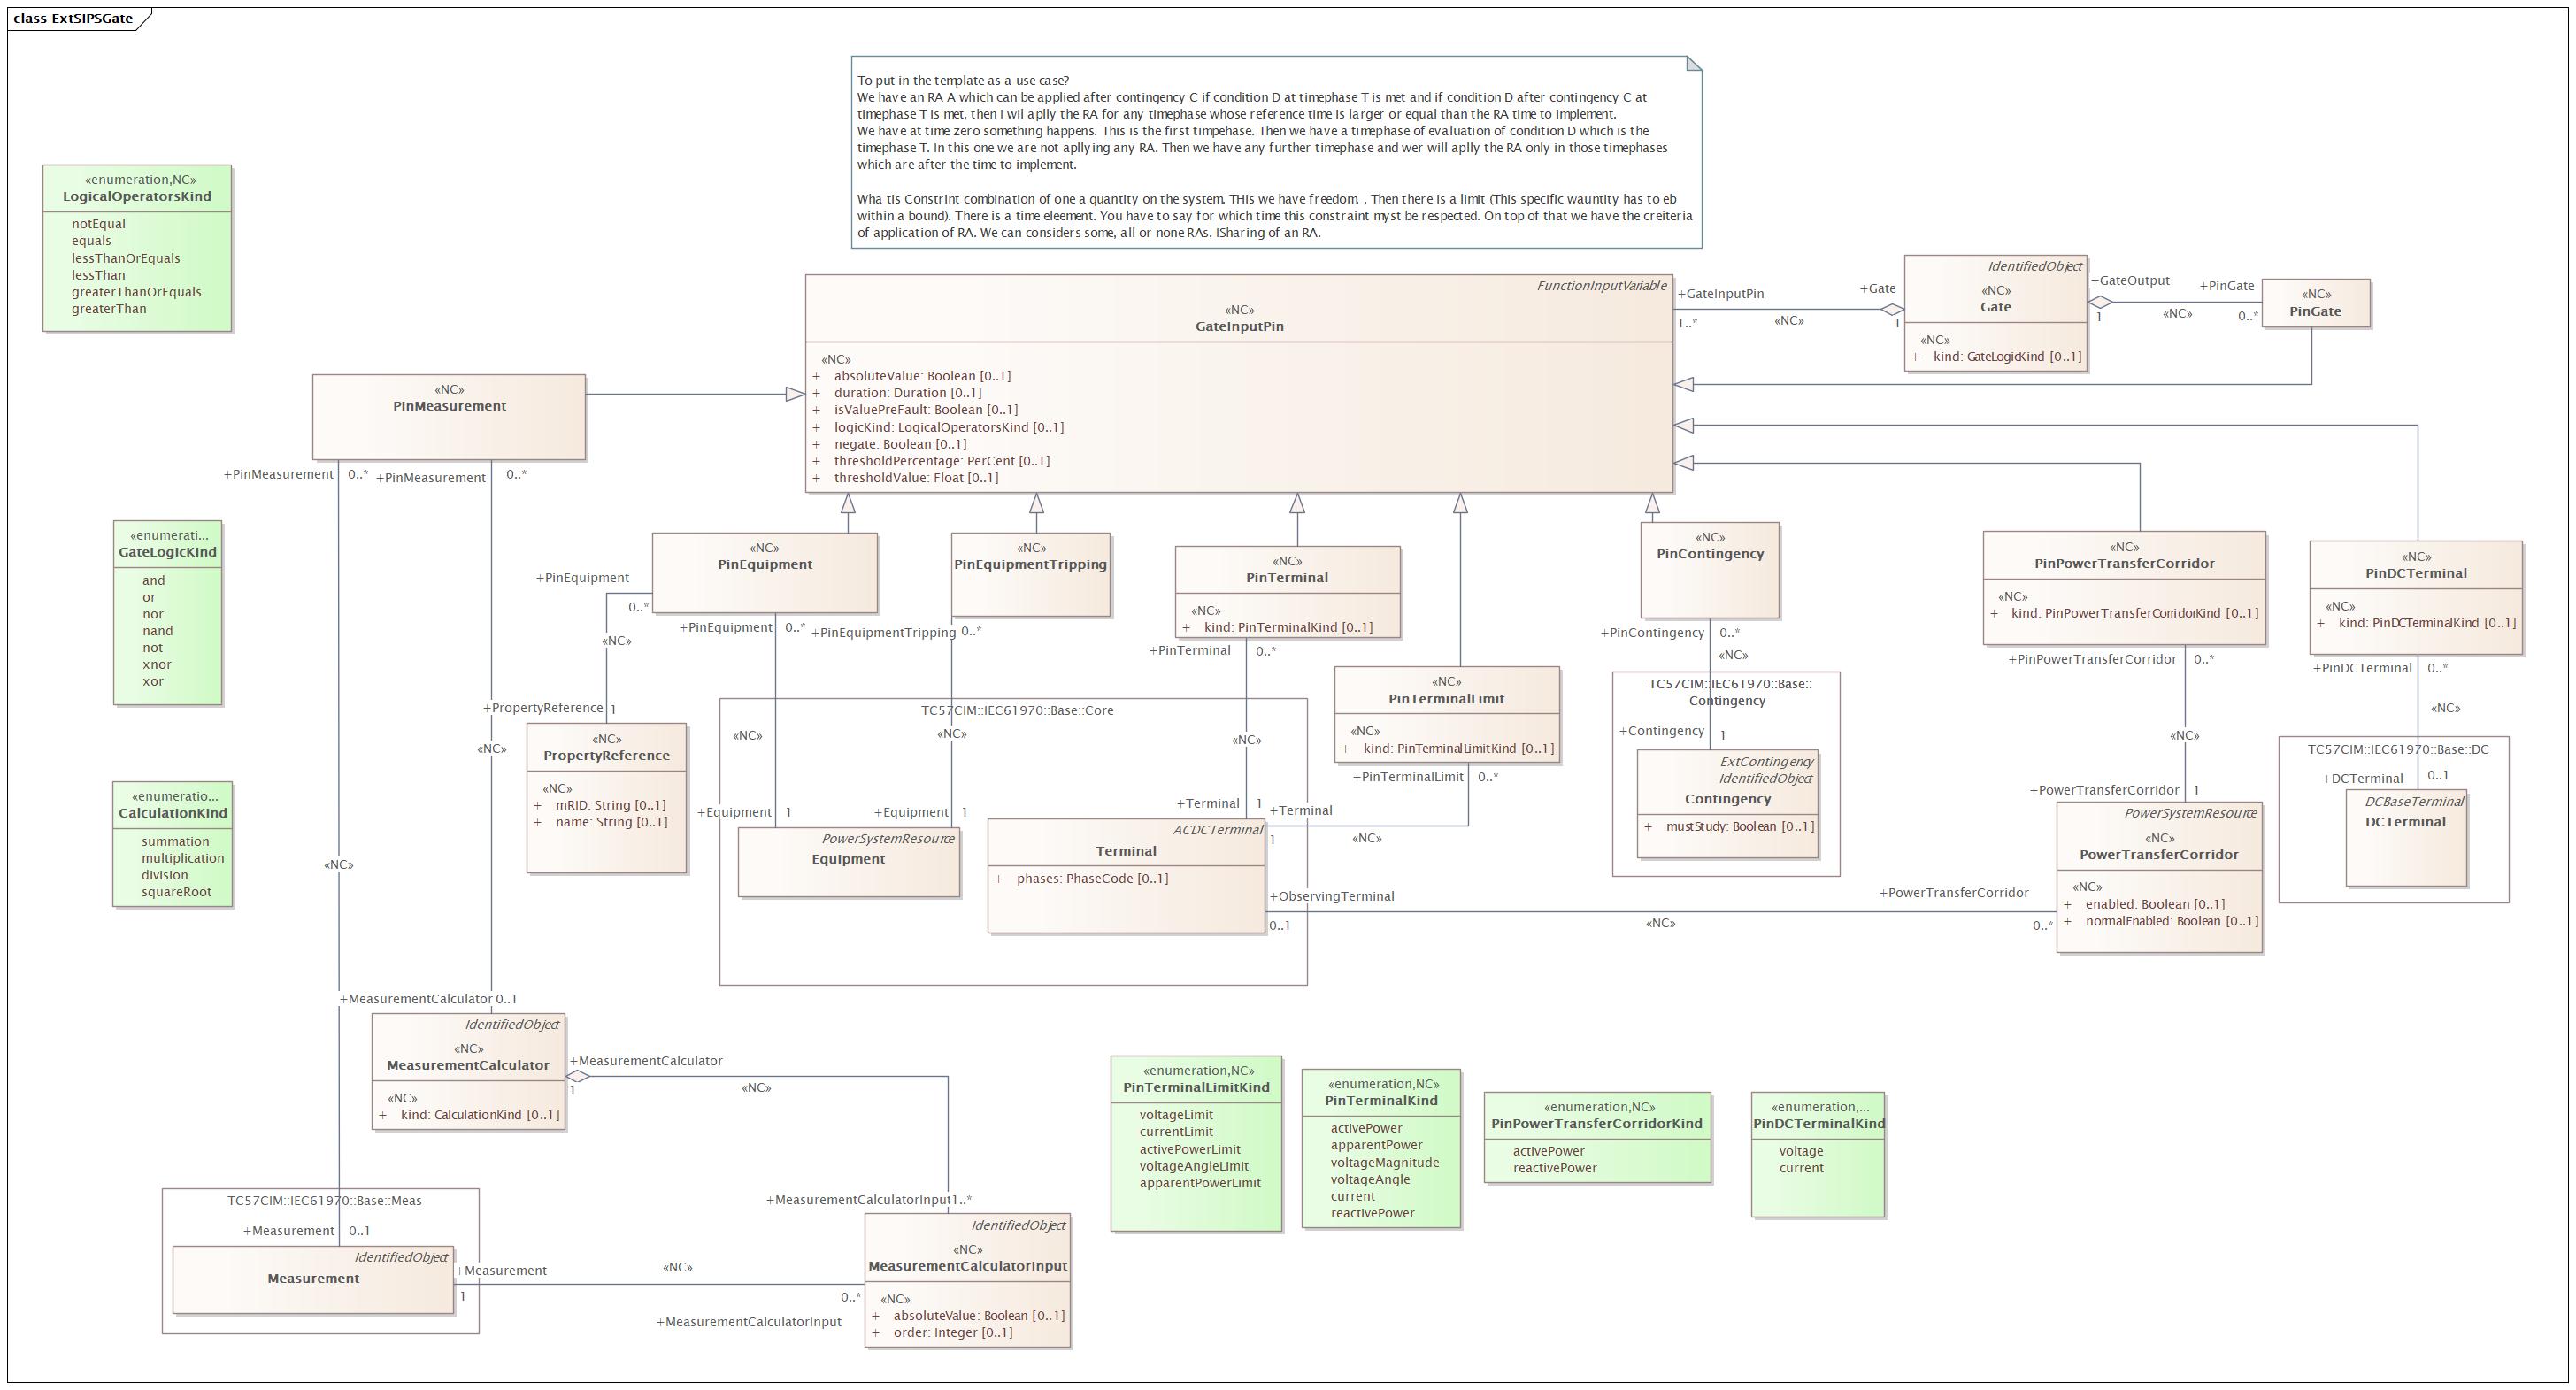 class ExtSIPSGate
To put in the template as a use case?
We have an RA A which can be applied after contingency C if condition D at timephase T is met and if condition D after contingency C at
timephase T is met, then I wil aplly the RA for any timephase whose reference time is larger or equal than the RA time to implement.
We have at time zero something happens. This is the first timpehase. Then we have a timephase of evaluation of condition D which is the
timephase T. In this one we are not apllying any RA. Then we have any further timephase and wer will aplly the RA only in those timephases
which are after the time to implement.
Wha tis Constrint combination of one a quantity on the system. THis we have freedom. . Then there is a limit (This specific wauntity has to eb
within a bound). There is a time eleement. You have to say for which time this constraint myst be respected. On top of that we have the creiteria
of application of RA. We can considers some, all or none RAs. lSharing of an RA.
«enumeration,NC»
LogicalOperatorsKind
notEqual
equals
lessThanOrEquals
lessThan
greaterThanOrEquals
greaterThan
FunctionInputVariable
«NC»
GateInputPin
«NC»
+ absoluteValue: Boolean [0..1]
+ duration: Duration [0..1]
+ isValuePreFault: Boolean [0..1]
+ logicKind: LogicalOperatorsKind [0..1]
+ negate: Boolean [0..1]
+ thresholdPercentage: PerCent [0..1]
+ thresholdValue: Float [0..1]
+GateInputPin
1..*
«NC»
+Gate
1
IdentifiedObject
«NC»
Gate
«NC»
+ kind: GateLogicKind [0..1]
+GateOutput
1
«NC»
+PinGate
0..*
«NC»
PinGate
«NC»
PinMeasurement
+PinMeasurement
0..*
+PinMeasurement
0..*
«enumerati...
GateLogicKind
and
or
nor
nand
not
xnor
xor
«NC»
PinEquipment
+PinEquipment
0..*
«NC»
+PinEquipment
0..*
«NC»
PinEquipmentTripping
+PinEquipmentTripping
0..*
«NC»
PinTerminal
«NC»
+ kind: PinTerminalKind [0..1]
+PinTerminal
0..*
«NC»
PinTerminalLimit
«NC»
+ kind: PinTerminalLimitKind [0..1]
+PinTerminalLimit
0..*
«NC»
PinContingency
+PinContingency
0..*
«NC»
TC57CIM::IEC61970::Base::
Contingency
+Contingency
1
ExtContingency
IdentifiedObject
Contingency
+ mustStudy: Boolean [0..1]
«NC»
PinPowerTransferCorridor
«NC»
+ kind: PinPowerTransferCorridorKind [0..1]
+PinPowerTransferCorridor
0..*
«NC»
+PowerTransferCorridor
1
«NC»
PinDCTerminal
«NC»
+ kind: PinDCTerminalKind [0..1]
+PinDCTerminal
0..*
«NC»
TC57CIM::IEC61970::Base::DC
+DCTerminal
0..1
DCBaseTerminal
DCTerminal
+PropertyReference
1
«NC»
PropertyReference
«NC»
+ mRID: String [0..1]
+ name: String [0..1]
TC57CIM::IEC61970::Base::Core
«NC»
«NC»
«NC»
+Equipment
1
+Equipment
1
PowerSystemResource
Equipment
+Terminal
1
+Terminal
1
«NC»
ACDCTerminal
Terminal
+ phases: PhaseCode [0..1]
+ObservingTerminal
0..1
«NC»
+PowerTransferCorridor
0..*
PowerSystemResource
«NC»
PowerTransferCorridor
«NC»
+ enabled: Boolean [0..1]
+ normalEnabled: Boolean [0..1]
«enumeratio...
CalculationKind
summation
multiplication
division
squareRoot
«NC»
«NC»
+MeasurementCalculator
0..1
IdentifiedObject
«NC»
MeasurementCalculator
«NC»
+ kind: CalculationKind [0..1]
+MeasurementCalculator
1
«NC»
+MeasurementCalculatorInput
1..*
IdentifiedObject
«NC»
MeasurementCalculatorInput
«NC»
+ absoluteValue: Boolean [0..1]
+ order: Integer [0..1]
TC57CIM::IEC61970::Base::Meas
+Measurement
0..1
IdentifiedObject
Measurement
+Measurement
1
«NC»
0..*
+MeasurementCalculatorInput
«enumeration,NC»
PinTerminalLimitKind
voltageLimit
currentLimit
activePowerLimit
voltageAngleLimit
apparentPowerLimit
«enumeration,NC»
PinTerminalKind
activePower
apparentPower
voltageMagnitude
voltageAngle
current
reactivePower
«enumeration,NC»
PinPowerTransferCorridorKind
activePower
reactivePower
«enumeration,...
PinDCTerminalKind
voltage
current